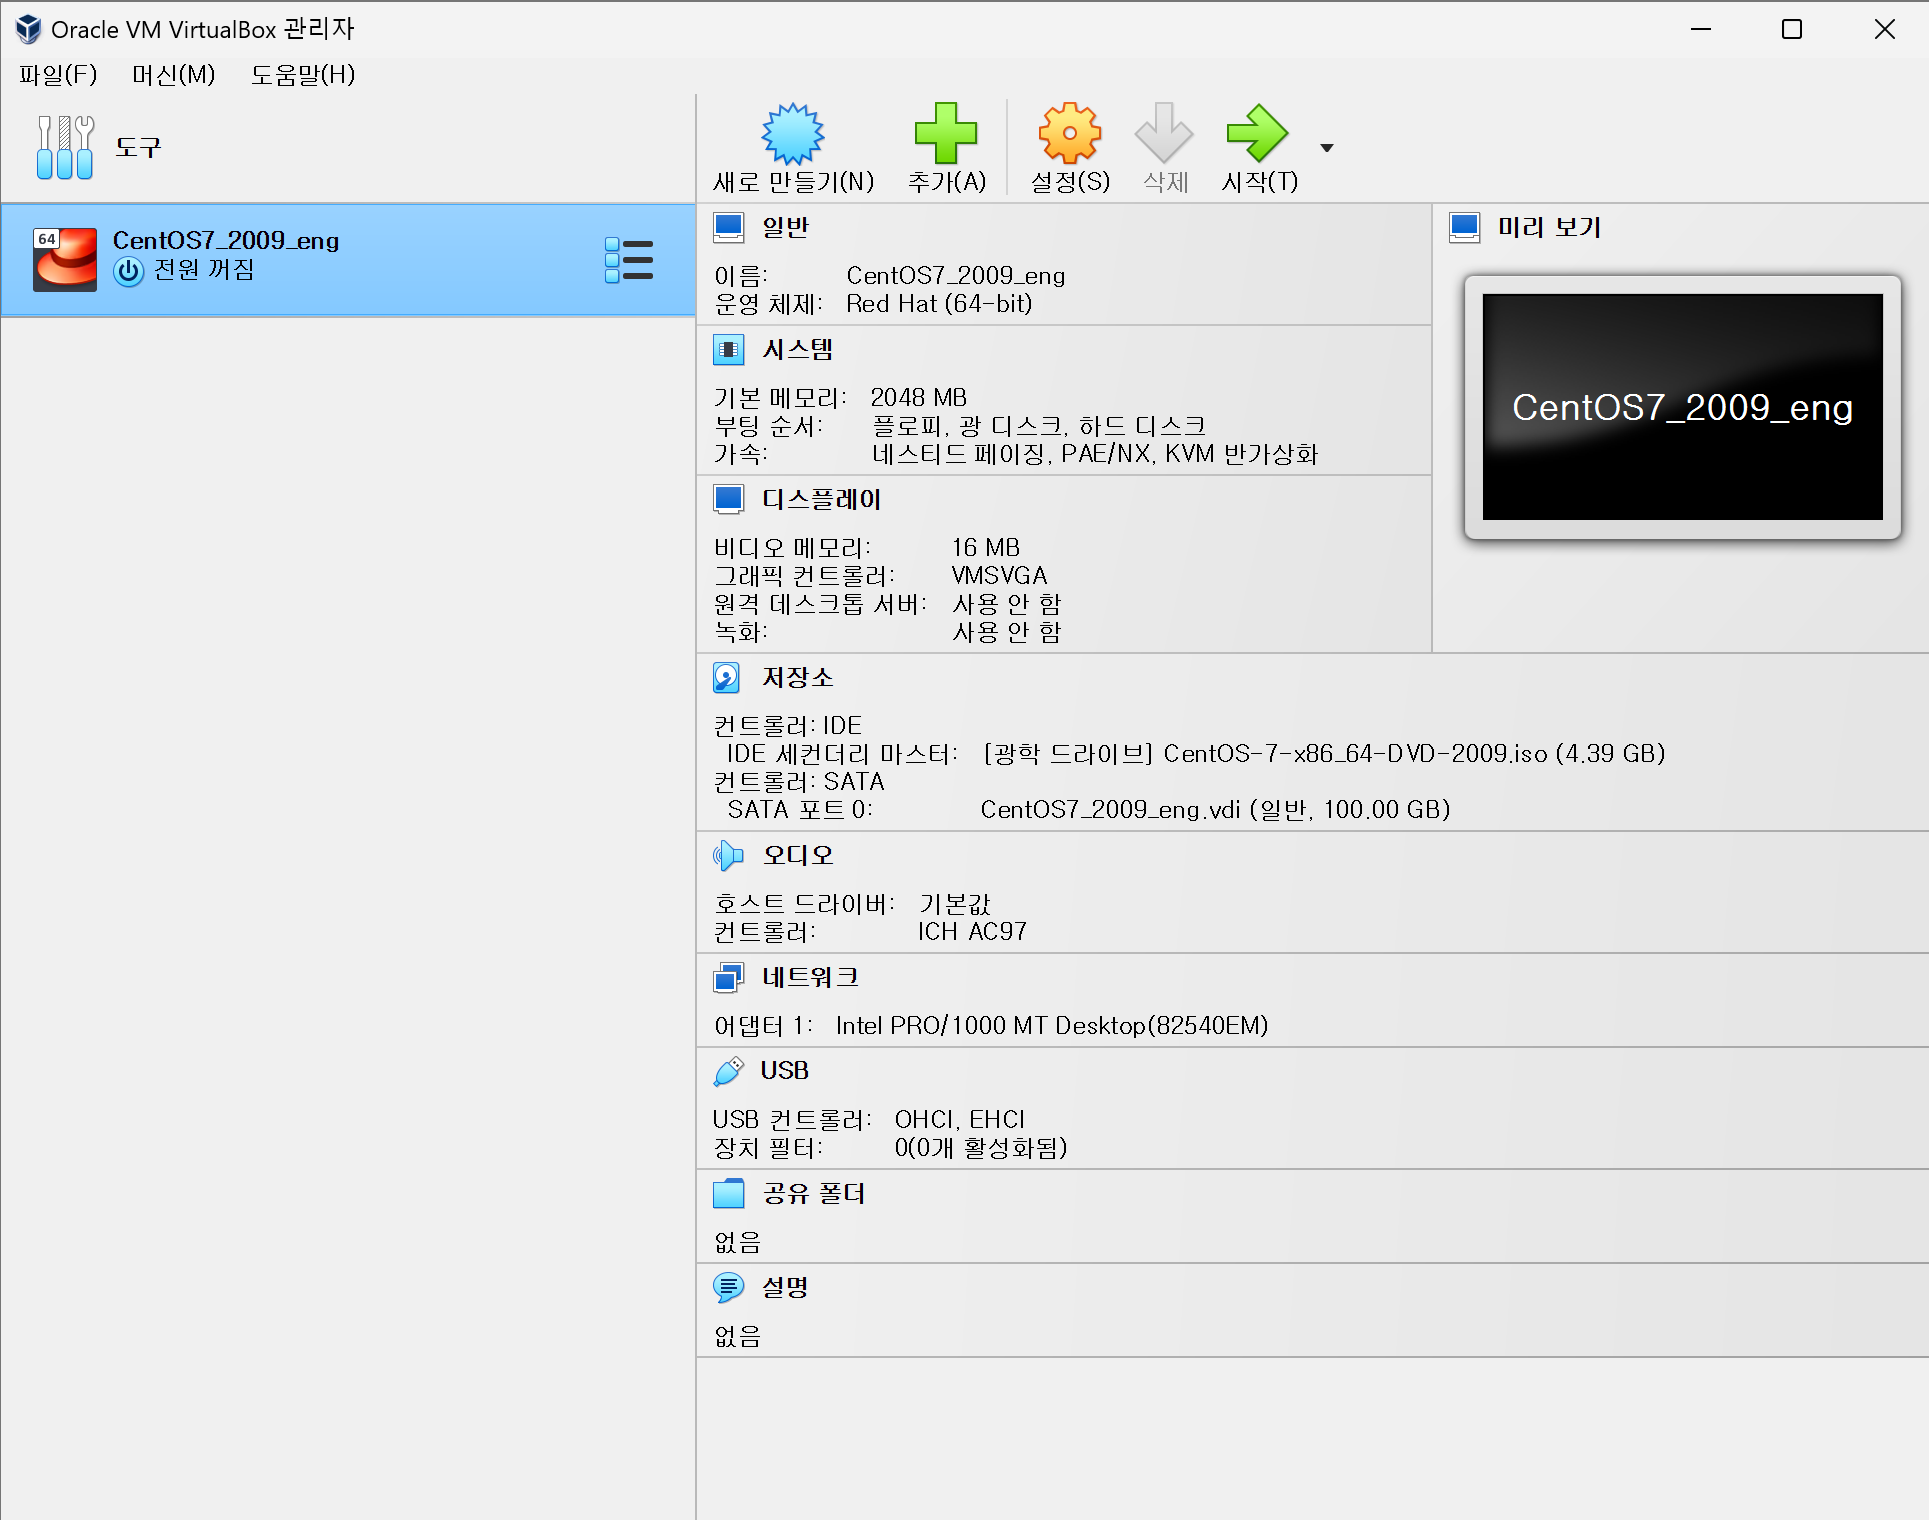 Oracle VM VirtualBox 관리자
파일(F) 머신(M) 도움말(H)
도구
새로 만들기(N) 추가(A) 설정(S) 삭제 시작(T)
64
CentOS7_2009_eng
전원 꺼짐
일반
이름: CentOS7_2009_eng
운영 체제: Red Hat (64-bit)
시스템
기본 메모리: 2048 MB
부팅 순서: 플로피, 광 디스크, 하드 디스크
가속: 네스티드 페이징, PAE/NX, KVM 반가상화
디스플레이
비디오 메모리: 16 MB
그래픽 컨트롤러: VMSVGA
원격 데스크톱 서버: 사용 안 함
녹화: 사용 안 함
미리 보기
CentOS7_2009_eng
저장소
컨트롤러: IDE
IDE 세컨더리 마스터: [광학 드라이브] CentOS-7-x86_64-DVD-2009.iso (4.39 GB)
컨트롤러: SATA
SATA 포트 0: CentOS7_2009_eng.vdi (일반, 100.00 GB)
오디오
호스트 드라이버: 기본값
컨트롤러: ICH AC97
네트워크
어댑터 1: Intel PRO/1000 MT Desktop(82540EM)
USB
USB 컨트롤러: OHCI, EHCI
장치 필터: 0(0개 활성화됨)
공유 폴더
없음
설명
없음